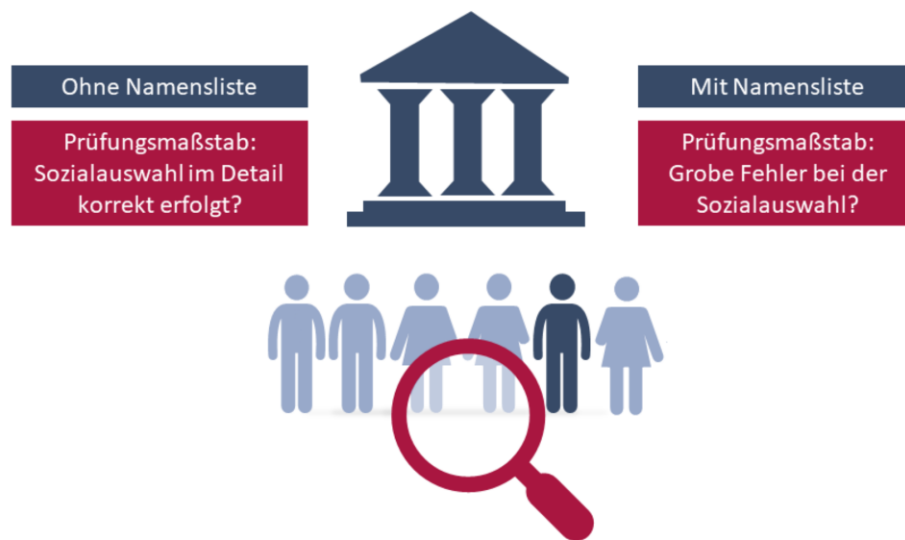 Ohne Namensliste
Prüfungsmaßstab:
Sozialauswahl im Detail
korrekt erfolgt?
Mit Namensliste
Prüfungsmaßstab:
Grobe Fehler bei der
Sozialauswahl?